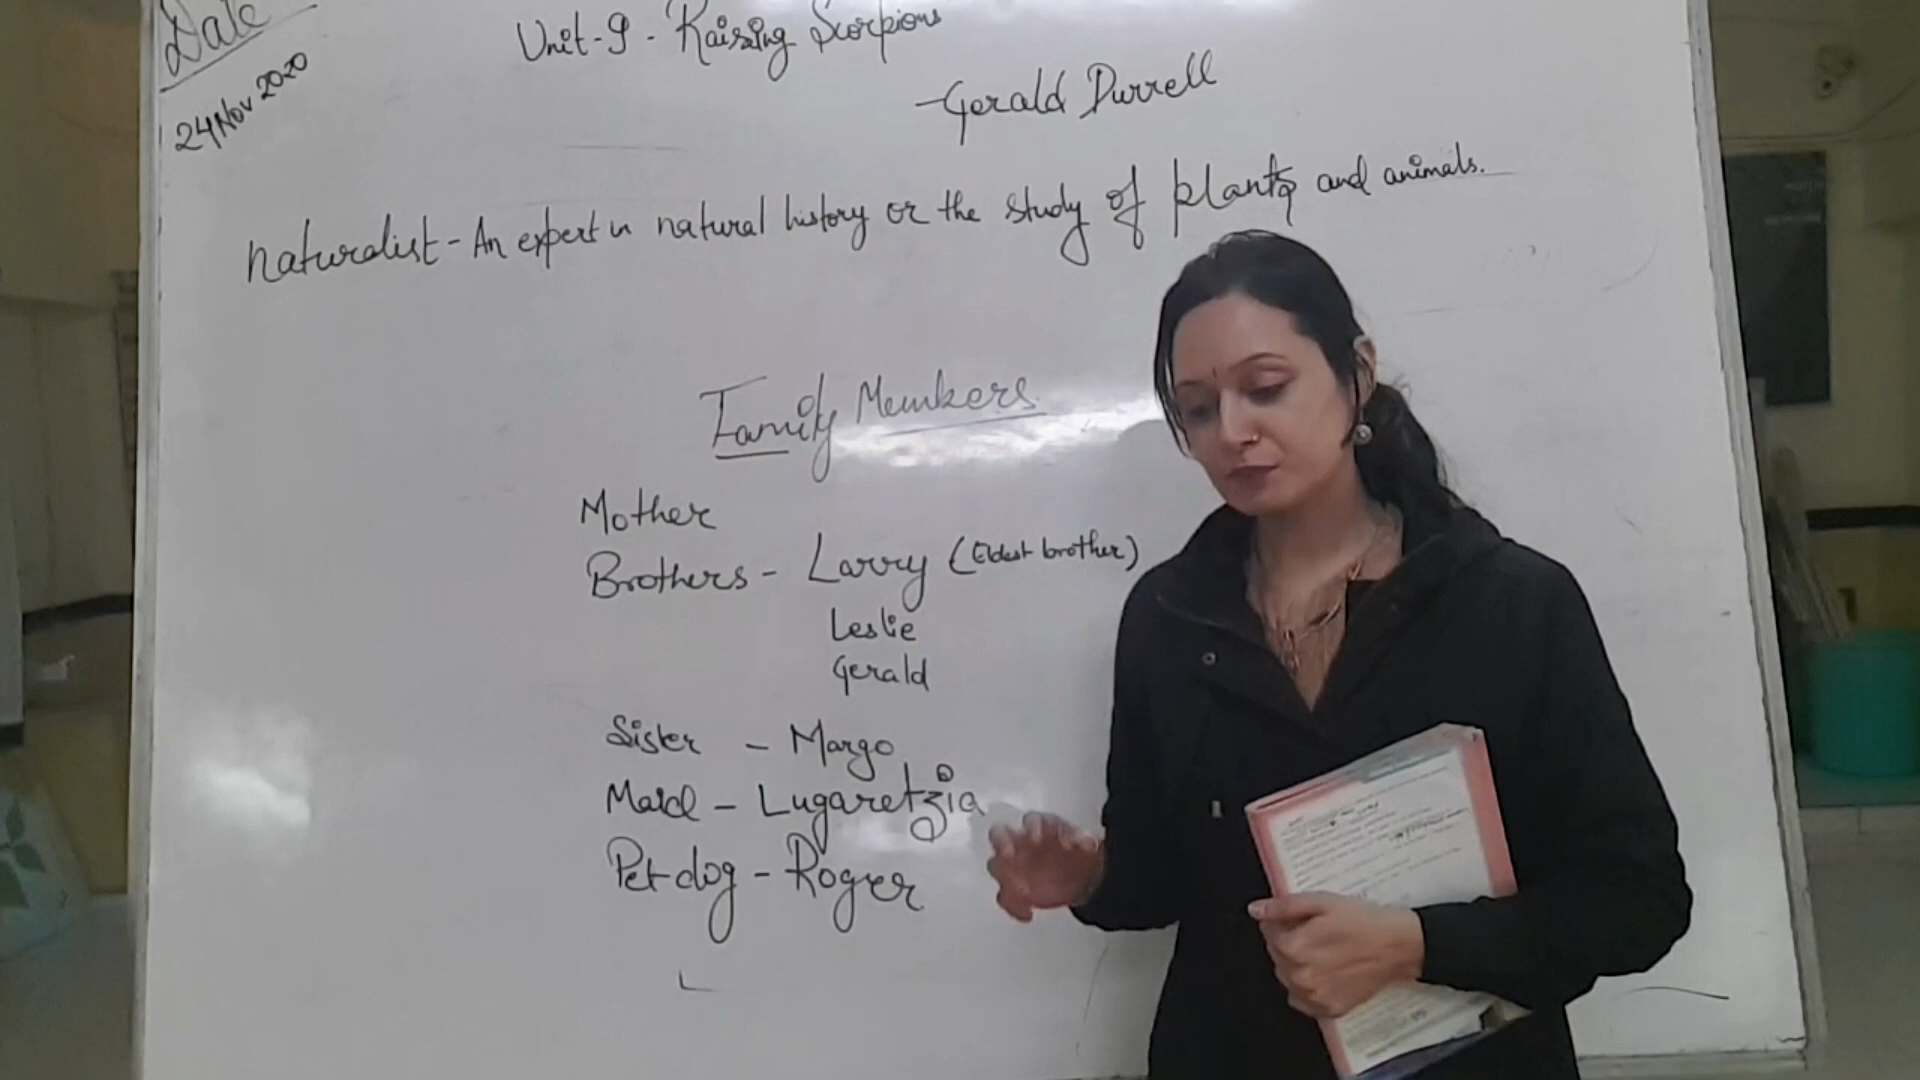 Date
24 Nov 2020
Unit-9 - Raising Scorpions
-Gerald Durrell
Naturalist - An expert in natural history or the study of plants and animals.
Family Members
Mother
Brothers - Larry (Eldest brother)
Leslie
Gerald
Sister - Margo
Maid - Lugaretzia
Pet dog - Roger